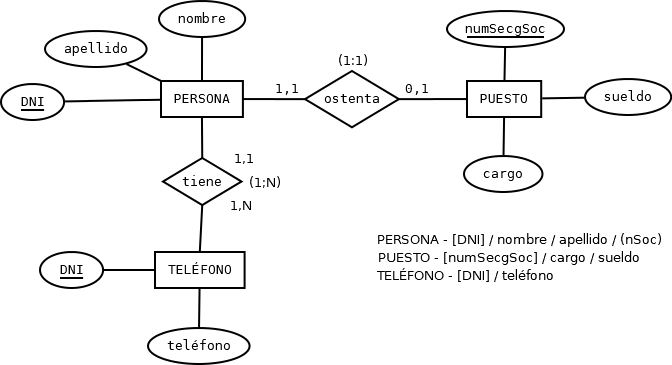 nombre
apellido
numSecgSoc
(1:1)
DNI
PERSONA
1,1
ostenta
0,1
PUESTO
sueldo
1,1
tiene
(1;N)
1,N
cargo
PERSONA - [DNI] / nombre / apellido / (nSoc)
PUESTO - [numSecgSoc] / cargo / sueldo
TELÉFONO - [DNI] / teléfono
DNI
TELÉFONO
teléfono